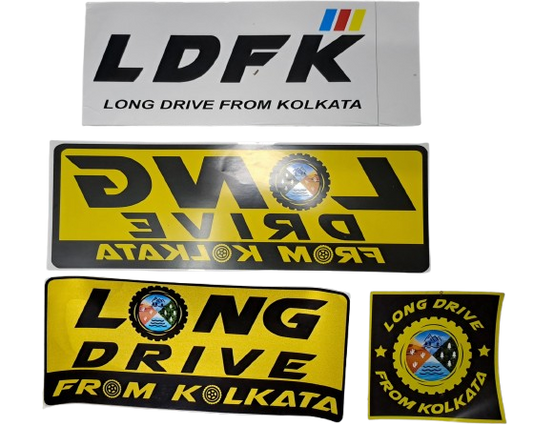 LDFK
LONG DRIVE FROM KOLKATA
LONG
DRIVE
FROM KOLKATA
LONG
DRIVE
FROM KOLKATA
LONG DRIVE
FROM KOLKATA